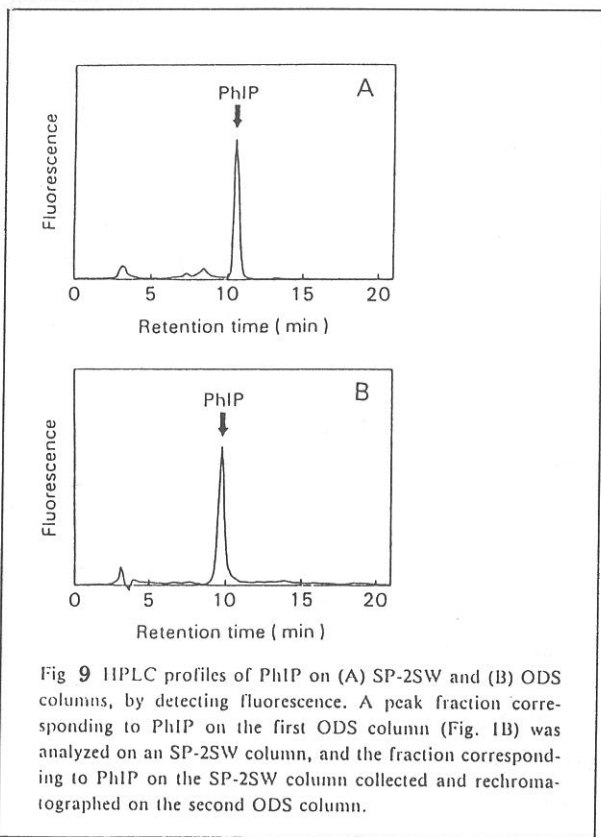 PhIP
A
Fluorescence
0 5 10 15 20
Retention time ( min )
PhIP
B
Fluorescence
0 5 10 15 20
Retention time ( min )
Fig 9 HPLC profiles of PhIP on (A) SP-2SW and (B) ODS
columns, by detecting fluorescence. A peak fraction corre-
sponding to PhIP on the first ODS column (Fig. 1B) was
analyzed on an SP-2SW column, and the fraction correspond-
ing to PhIP on the SP-2SW column collected and rechroma-
tographed on the second ODS column.